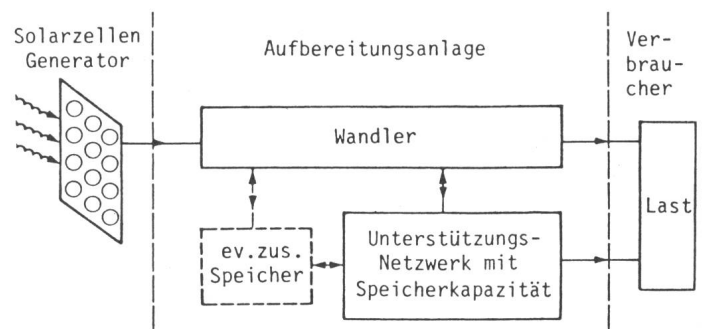 Solarzellen
Generator
Aufbereitungsanlage
Ver-
brau-
cher
Wandler
ev.zus.
Speicher
Unterstützungs-
Netzwerk mit
Speicherkapazität
Last